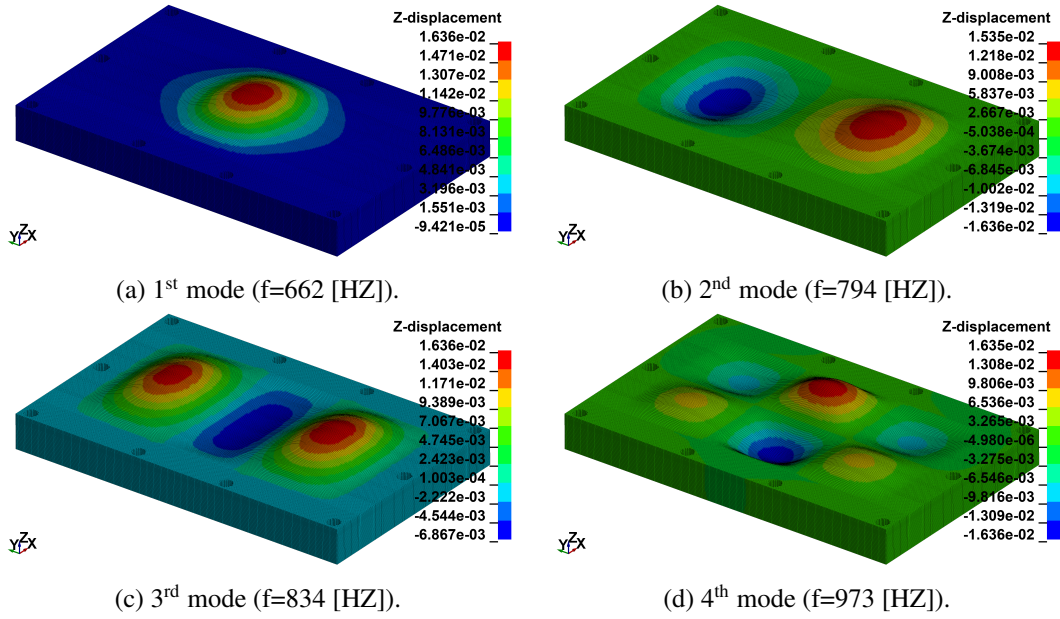 Z-displacement
1.636e-02
1.471e-02
1.307e-02
1.142e-02
9.776e-03
8.131e-03
6.486e-03
4.841e-03
3.196e-03
1.551e-03
-9.421e-05
Y Z X
(a) 1st mode (f=662 [HZ]).
Z-displacement
1.535e-02
1.218e-02
9.008e-03
5.837e-03
2.667e-03
-5.038e-04
-3.674e-03
-6.845e-03
-1.002e-02
-1.319e-02
-1.636e-02
Y Z X
(b) 2nd mode (f=794 [HZ]).
Z-displacement
1.636e-02
1.403e-02
1.171e-02
9.389e-03
7.067e-03
4.745e-03
2.423e-03
1.003e-04
-2.222e-03
-4.544e-03
-6.867e-03
Y Z X
(c) 3rd mode (f=834 [HZ]).
Z-displacement
1.635e-02
1.308e-02
9.806e-03
6.536e-03
3.265e-03
-4.980e-06
-3.275e-03
-6.546e-03
-9.816e-03
-1.309e-02
-1.636e-02
Y Z X
(d) 4th mode (f=973 [HZ]).